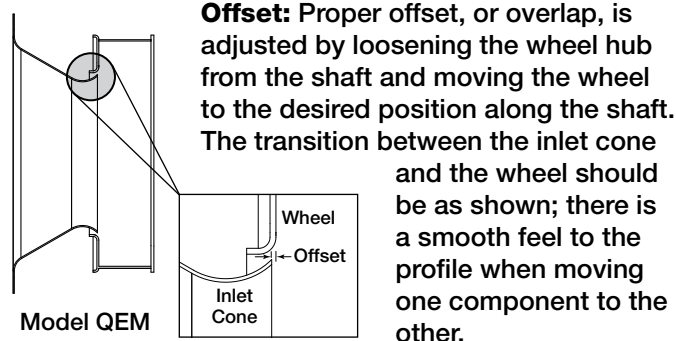 Offset: Proper offset, or overlap, is
adjusted by loosening the wheel hub
from the shaft and moving the wheel
to the desired position along the shaft.
The transition between the inlet cone
and the wheel should
be as shown; there is
a smooth feel to the
profile when moving
one component to the
other.
Wheel
Offset
Inlet
Cone
Model QEM